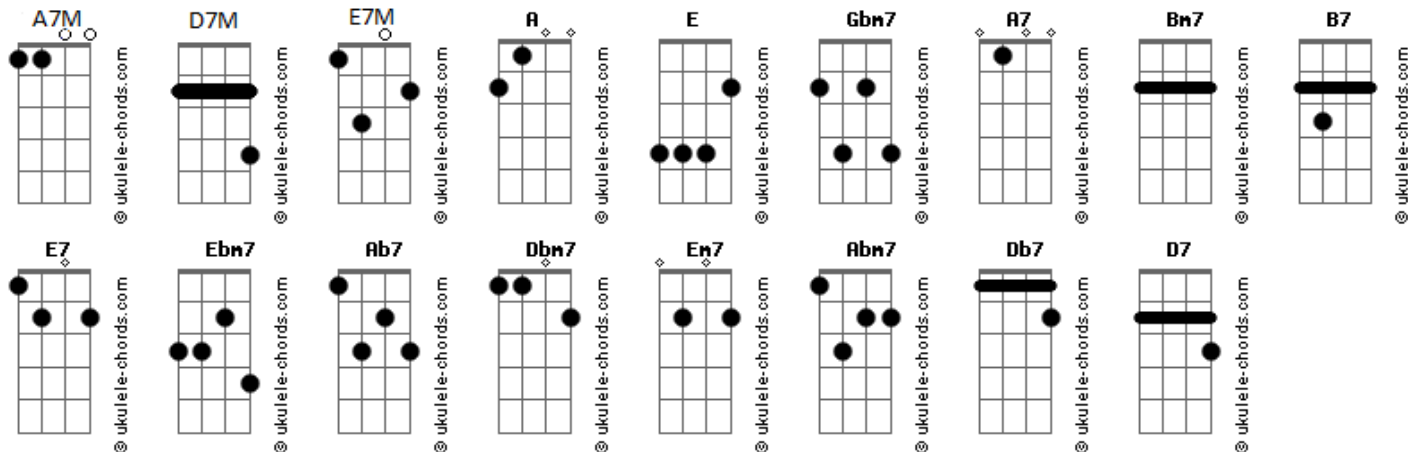 A7M D7M E7M A E Gbm7 A7 Bm7 B7
© ukulele-chords.com © ukulele-chords.com © ukulele-chords.com © ukulele-chords.com © ukulele-chords.com © ukulele-chords.com © ukulele-chords.com © ukulele-chords.com © ukulele-chords.com
E7 Ebm7 Ab7 Dbm7 Em7 Abm7 Db7 D7
© ukulele-chords.com © ukulele-chords.com © ukulele-chords.com © ukulele-chords.com © ukulele-chords.com © ukulele-chords.com © ukulele-chords.com © ukulele-chords.com